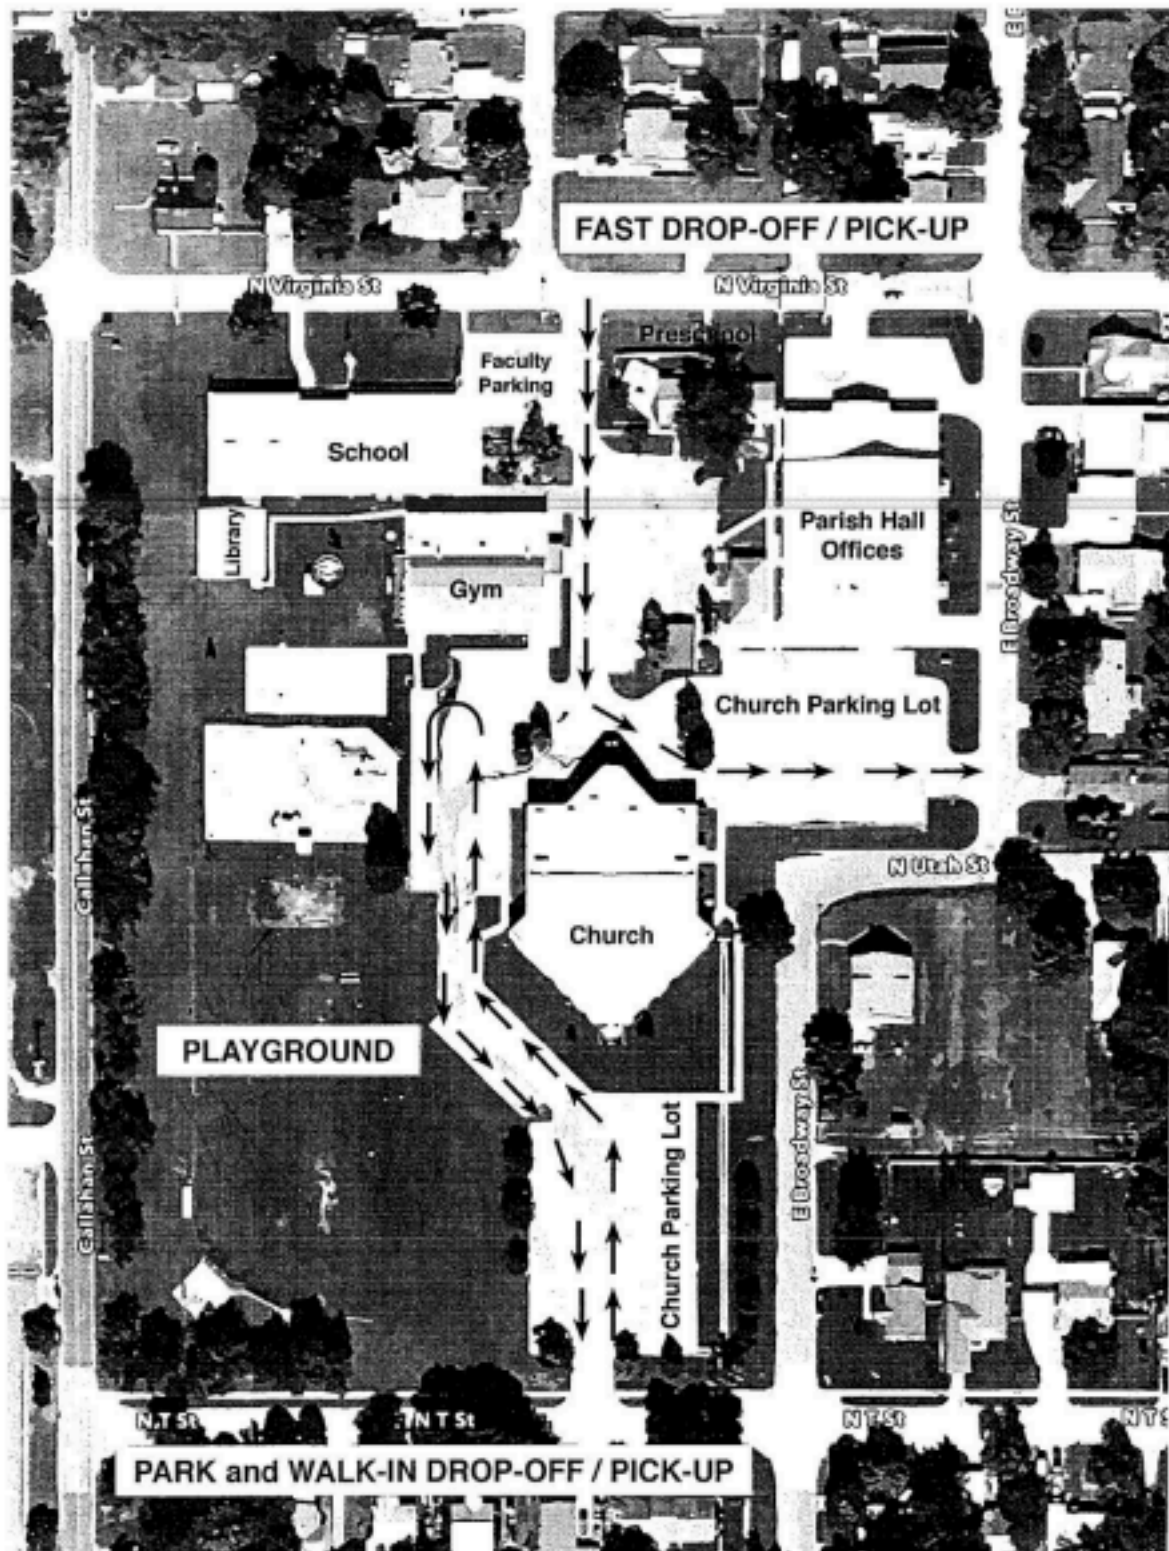 E B
FAST DROP-OFF / PICK-UP
N Virginia St
N Virginia St
Preschool
Faculty
Parking
School
Library
Gym
Parish Hall
Offices
E Broadway St
Church Parking Lot
Callahan St
N Utah St
Church
PLAYGROUND
E Broadway St
Church Parking Lot
Callahan St
N T St
N T St
N T St
N T S
PARK and WALK-IN DROP-OFF / PICK-UP